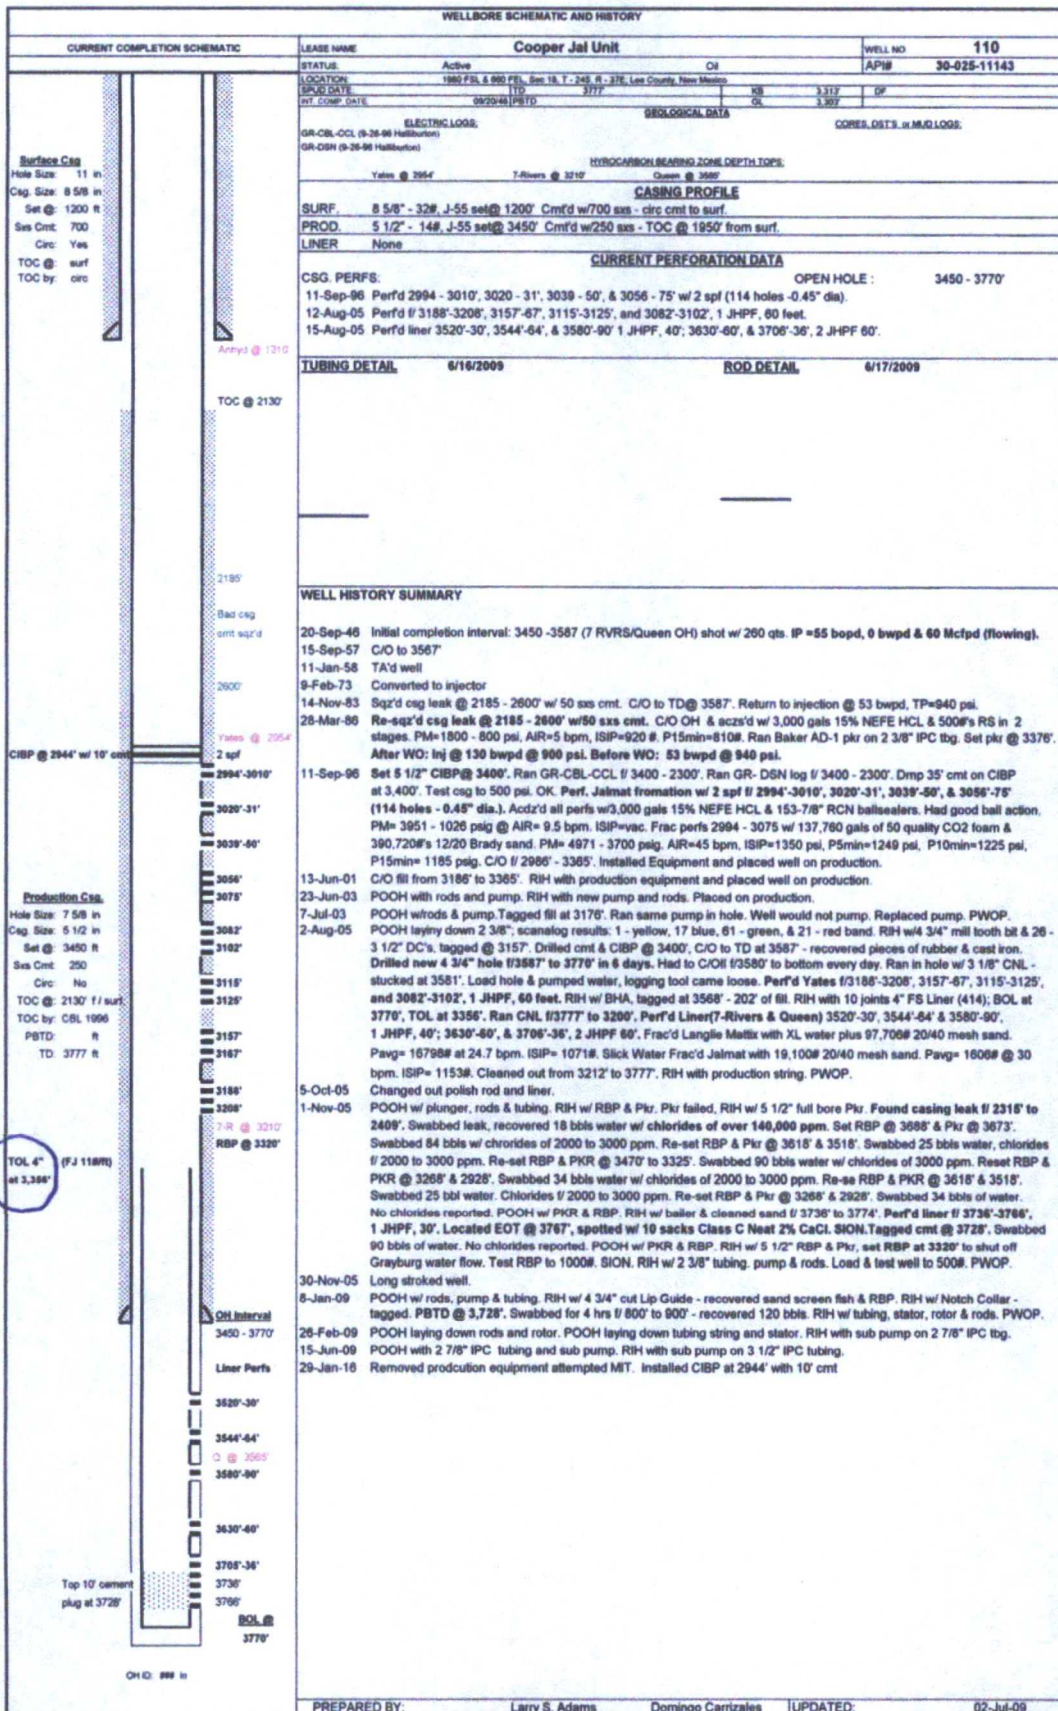 WELLBORE SCHEMATIC AND HISTORY
CURRENT COMPLETION SCHEMATIC
LEASE NAME Cooper Jal Unit WELL NO. 110
STATUS: Active Oil API# 30-025-11143
LOCATION: 1980 FSL & 660 FEL, Sec 18, T - 24S, R - 37E, Lea County, New Mexico
SPUD DATE: TD 3777' KB 3,312' DF
INT. COMP. DATE: 09/20/46 PBTD GL 3,303'
GEOLOGICAL DATA
ELECTRIC LOGS: CORES, DST'S, or MUD LOGS:
GR-CBL-CCL (9-26-96 Halliburton)
GR-DSN (9-26-96 Halliburton)
HYROCARBON BEARING ZONE DEPTH TOPS:
Yates @ 2954' 7-Rivers @ 3210' Queen @ 3565'
CASING PROFILE
SURF. 8 5/8" - 32#, J-55 set@ 1200' Cmt'd w/700 sxs - circ cmt to surf.
PROD. 5 1/2" - 14#, J-55 set@ 3450' Cmt'd w/250 sxs - TOC @ 1950' from surf.
LINER None
CURRENT PERFORATION DATA
CSG. PERFS: OPEN HOLE : 3450 - 3770'
11-Sep-96 Perf'd 2994 - 3010', 3020 - 31', 3039 - 50', & 3056 - 75' w/ 2 spf (114 holes -0.45" dia).
12-Aug-05 Perf'd f/ 3188'-3208', 3157'-67', 3115'-3125', and 3082'-3102', 1 JHPF, 60 feet.
15-Aug-05 Perf'd liner 3520'-30', 3544'-64', & 3580'-90' 1 JHPF, 40'; 3630'-60', & 3706'-36', 2 JHPF 60'.
TUBING DETAIL 6/16/2009 ROD DETAIL 6/17/2009
WELL HISTORY SUMMARY
20-Sep-46 Initial completion interval: 3450 -3587 (7 RVRS/Queen OH) shot w/ 260 qts. IP =55 bopd, 0 bwpd & 60 Mcfpd (flowing).
15-Sep-57 C/O to 3567'
11-Jan-58 TA'd well
9-Feb-73 Converted to injector
14-Nov-83 Sqz'd csg leak @ 2185 - 2600' w/ 50 sxs cmt. C/O to TD@ 3587'. Return to injection @ 53 bwpd, TP=940 psi.
28-Mar-86 Re-sqz'd csg leak @ 2185 - 2600' w/50 sxs cmt. C/O OH & aczs'd w/ 3,000 gals 15% NEFE HCL & 500#'s RS in 2
stages. PM=1800 - 800 psi, AIR=5 bpm, ISIP=920 #. P15min=810#. Ran Baker AD-1 pkr on 2 3/8" IPC tbg. Set pkr @ 3376'.
After WO: Inj @ 130 bwpd @ 900 psi. Before WO: 53 bwpd @ 940 psi.
11-Sep-96 Set 5 1/2" CIBP@ 3400'. Ran GR-CBL-CCL f/ 3400 - 2300'. Ran GR- DSN log f/ 3400 - 2300'. Dmp 35' cmt on CIBP
at 3,400'. Test csg to 500 psi. OK. Perf. Jalmat fromation w/ 2 spf f/ 2994'-3010', 3020'-31', 3039'-50', & 3056'-75'
(114 holes - 0.45" dia.). Acdz'd all perfs w/3,000 gals 15% NEFE HCL & 153-7/8" RCN ballsealers. Had good ball action.
PM= 3951 - 1026 psig @ AIR= 9.5 bpm. ISIP=vac. Frac perfs 2994 - 3075 w/ 137,760 gals of 50 quality CO2 foam &
390,720#'s 12/20 Brady sand. PM= 4971 - 3700 psig. AIR=45 bpm, ISIP=1350 psi, P5min=1249 psi, P10min=1225 psi,
P15min= 1185 psig. C/O f/ 2986' - 3365'. Installed Equipment and placed well on production.
13-Jun-01 C/O fill from 3186' to 3365'. RIH with production equipment and placed well on production.
23-Jun-03 POOH with rods and pump. RIH with new pump and rods. Placed on production.
7-Jul-03 POOH w/rods & pump.Tagged fill at 3176'. Ran same pump in hole. Well would not pump. Replaced pump. PWOP.
2-Aug-05 POOH layiny down 2 3/8"; scanalog results: 1 - yellow, 17 blue, 61 - green, & 21 - red band. RIH w/4 3/4" mill tooth bit & 26 -
3 1/2" DC's, tagged @ 3157'. Drilled cmt & CIBP @ 3400', C/O to TD at 3587' - recovered pieces of rubber & cast iron.
Drilled new 4 3/4" hole f/3587' to 3770' in 6 days. Had to C/Ofi f/3580' to bottom every day. Ran in hole w/ 3 1/8" CNL -
stucked at 3581'. Load hole & pumped water, logging tool came loose. Perf'd Yates f/3188'-3208', 3157'-67', 3115'-3125',
and 3082'-3102', 1 JHPF, 60 feet. RIH w/ BHA, tagged at 3568' - 202' of fill. RIH with 10 joints 4" FS Liner (414); BOL at
3770', TOL at 3356'. Ran CNL f/3777' to 3200'. Perf'd Liner(7-Rivers & Queen) 3520'-30', 3544'-64' & 3580'-90',
1 JHPF, 40'; 3630'-60', & 3706'-36', 2 JHPF 60'. Frac'd Langlie Mattix with XL water plus 97,706# 20/40 mesh sand.
Pavg= 16798# at 24.7 bpm. ISIP= 1071#. Slick Water Frac'd Jalmat with 19,100# 20/40 mesh sand. Pavg= 1608# @ 30
bpm. ISIP= 1153#. Cleaned out from 3212' to 3777'. RIH with production string. PWOP.
5-Oct-05 Changed out polish rod and liner.
1-Nov-05 POOH w/ plunger, rods & tubing. RIH w/ RBP & Pkr. Pkr failed, RIH w/ 5 1/2" full bore Pkr. Found casing leak f/ 2315' to
2409'. Swabbed leak, recovered 18 bbls water w/ chlorides of over 140,000 ppm. Set RBP @ 3688' & Pkr @ 3673'.
Swabbed 84 bbls w/ chrorides of 2000 to 3000 ppm. Re-set RBP & Pkr @ 3618' & 3518'. Swabbed 25 bbls water, chlorides
f/ 2000 to 3000 ppm. Re-set RBP & PKR @ 3470' to 3325'. Swabbed 90 bbls water w/ chlorides of 3000 ppm. Reset RBP &
PKR @ 3268' & 2928'. Swabbed 34 bbls water w/ chlorides of 2000 to 3000 ppm. Re-se RBP & PKR @ 3618' & 3518'.
Swabbed 25 bbl water. Chlorides f/ 2000 to 3000 ppm. Re-set RBP & Pkr @ 3268' & 2928'. Swabbed 34 bbls of water.
No chlorides reported. POOH w/ PKR & RBP. RIH w/ bailer & cleaned sand f/ 3736' to 3774'. Perf'd liner f/ 3736'-3766',
1 JHPF, 30'. Located EOT @ 3767', spotted w/ 10 sacks Class C Neat 2% CaCl. SION.Tagged cmt @ 3728'. Swabbed
90 bbls of water. No chlorides reported. POOH w/ PKR & RBP. RIH w/ 5 1/2" RBP & Pkr, set RBP at 3320' to shut off
Grayburg water flow. Test RBP to 1000#. SION. RIH w/ 2 3/8" tubing. pump & rods. Load & test well to 500#. PWOP.
30-Nov-05 Long stroked well.
6-Jan-09 POOH w/ rods, pump & tubing. RIH w/ 4 3/4" cut Lip Guide - recovered sand screen fish & RBP. RIH w/ Notch Collar -
tagged. PBTD @ 3,728'. Swabbed for 4 hrs f/ 800' to 900' - recovered 120 bbls. RIH w/ tubing, stator, rotor & rods. PWOP.
26-Feb-09 POOH laying down rods and rotor. POOH laying down tubing string and stator. RIH with sub pump on 2 7/8" IPC tbg.
15-Jun-09 POOH with 2 7/8" IPC tubing and sub pump. RIH with sub pump on 3 1/2" IPC tubing.
29-Jan-16 Removed prodcution equipment attempted MIT. Installed CIBP at 2944' with 10' cmt
PREPARED BY: Larry S. Adams Domingo Carrizales UPDATED: 02-Jul-09
Surface Csg
Hole Size: 11 in
Csg. Size: 8 5/8 in
Set @: 1200 ft
Sxs Cmt: 700
Circ: Yes
TOC @: surf
TOC by: circ
Anhyd @ 1210'
TOC @ 2130'
2185'
Bad csg
cmt sqz'd
2600'
Yates @ 2954'
CIBP @ 2944' w/ 10' cmt
2 spf
2994'-3010'
3020'-31'
3039'-50'
3056'
3075'
Production Csg.
Hole Size: 7 5/8 in
Csg. Size: 5 1/2 in
Set @: 3450 ft
Sxs Cmt: 250
Circ: No
TOC @: 2130' f / surf
TOC by: CBL 1996
PBTD: ft
TD: 3777 ft
3082'
3102'
3115'
3125'
3157'
3167'
3188'
3208'
7-R @ 3210'
RBP @ 3320'
TOL 4" (FJ 11#/ft)
at 3,356'
OH Interval
3450 - 3770'
Liner Perfs
3520'-30'
3544'-64'
Q @ 3565'
3580'-90'
3630'-60'
3705'-36'
3736'
3766'
Top 10' cement
plug at 3728'
BOL @
3770'
OH ID: ### in